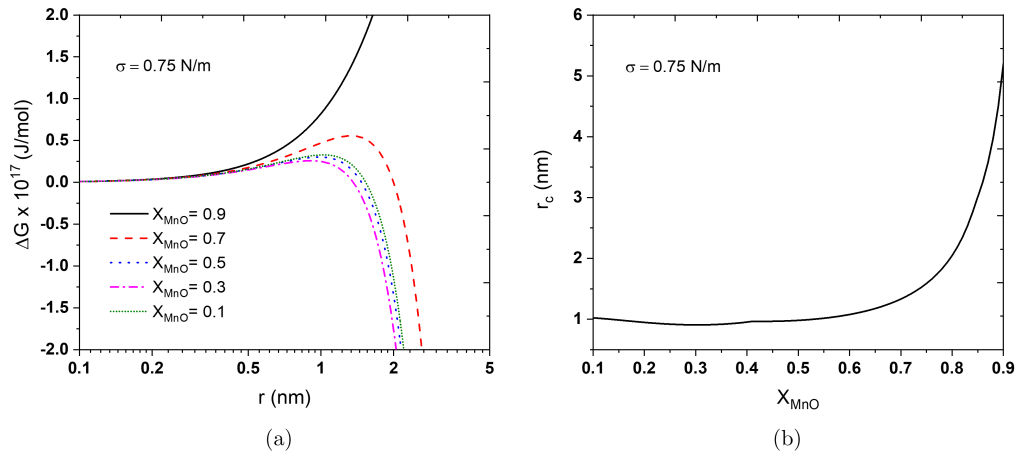 2.0
1.5
1.0
0.5
0.0
-0.5
-1.0
-1.5
-2.0
ΔG x 10^17 (J/mol)
σ = 0.75 N/m
X_MnO = 0.9
X_MnO = 0.7
X_MnO = 0.5
X_MnO = 0.3
X_MnO = 0.1
0.1 0.2 0.5 1 2 5
r (nm)
(a)
6
5
4
3
2
1
r_c (nm)
σ = 0.75 N/m
0.1 0.2 0.3 0.4 0.5 0.6 0.7 0.8 0.9
X_MnO
(b)